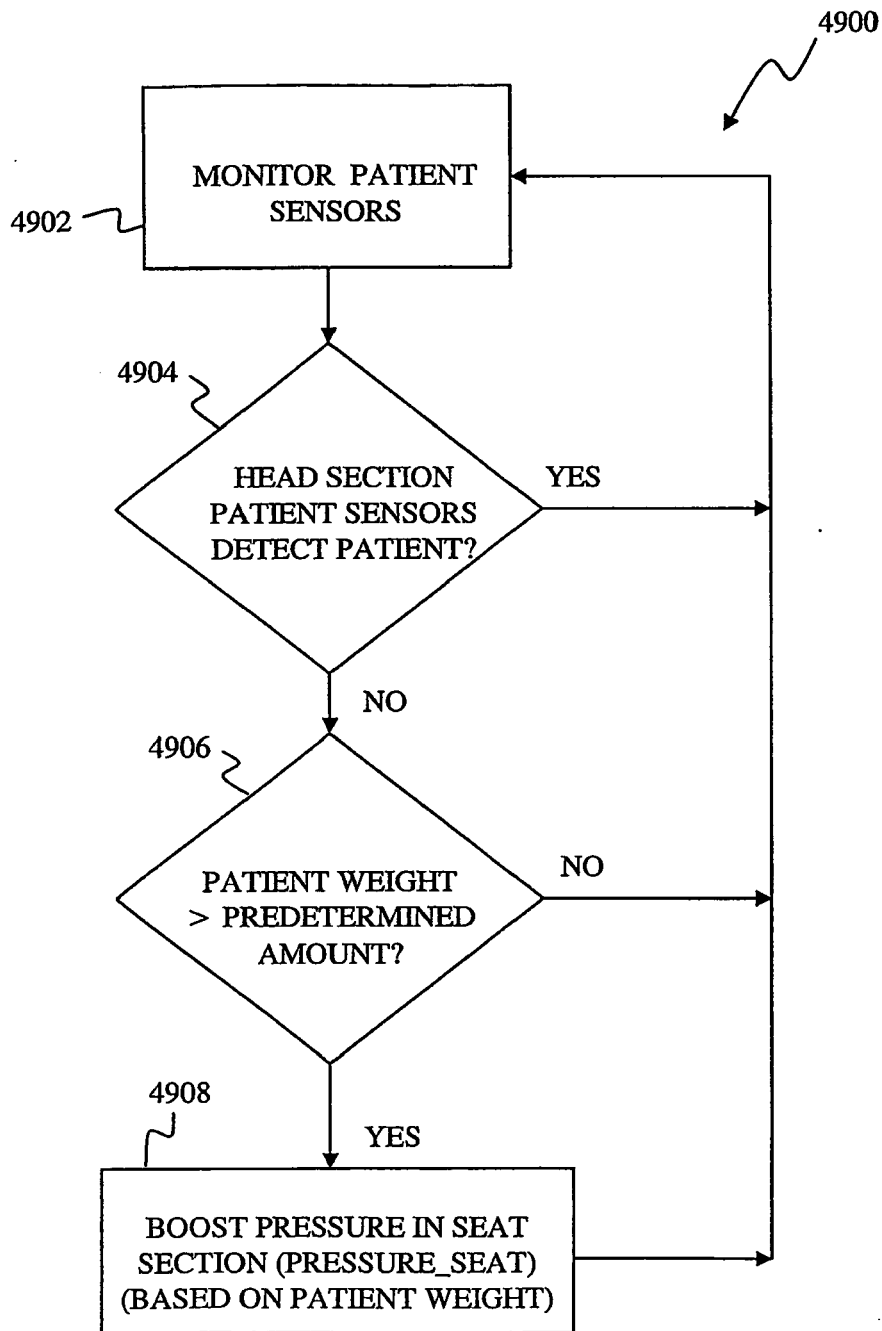 4900
MONITOR PATIENT
SENSORS
4902
4904
HEAD SECTION
PATIENT SENSORS
DETECT PATIENT?
YES
NO
4906
PATIENT WEIGHT
> PREDETERMINED
AMOUNT?
NO
4908
YES
BOOST PRESSURE IN SEAT
SECTION (PRESSURE_SEAT)
(BASED ON PATIENT WEIGHT)